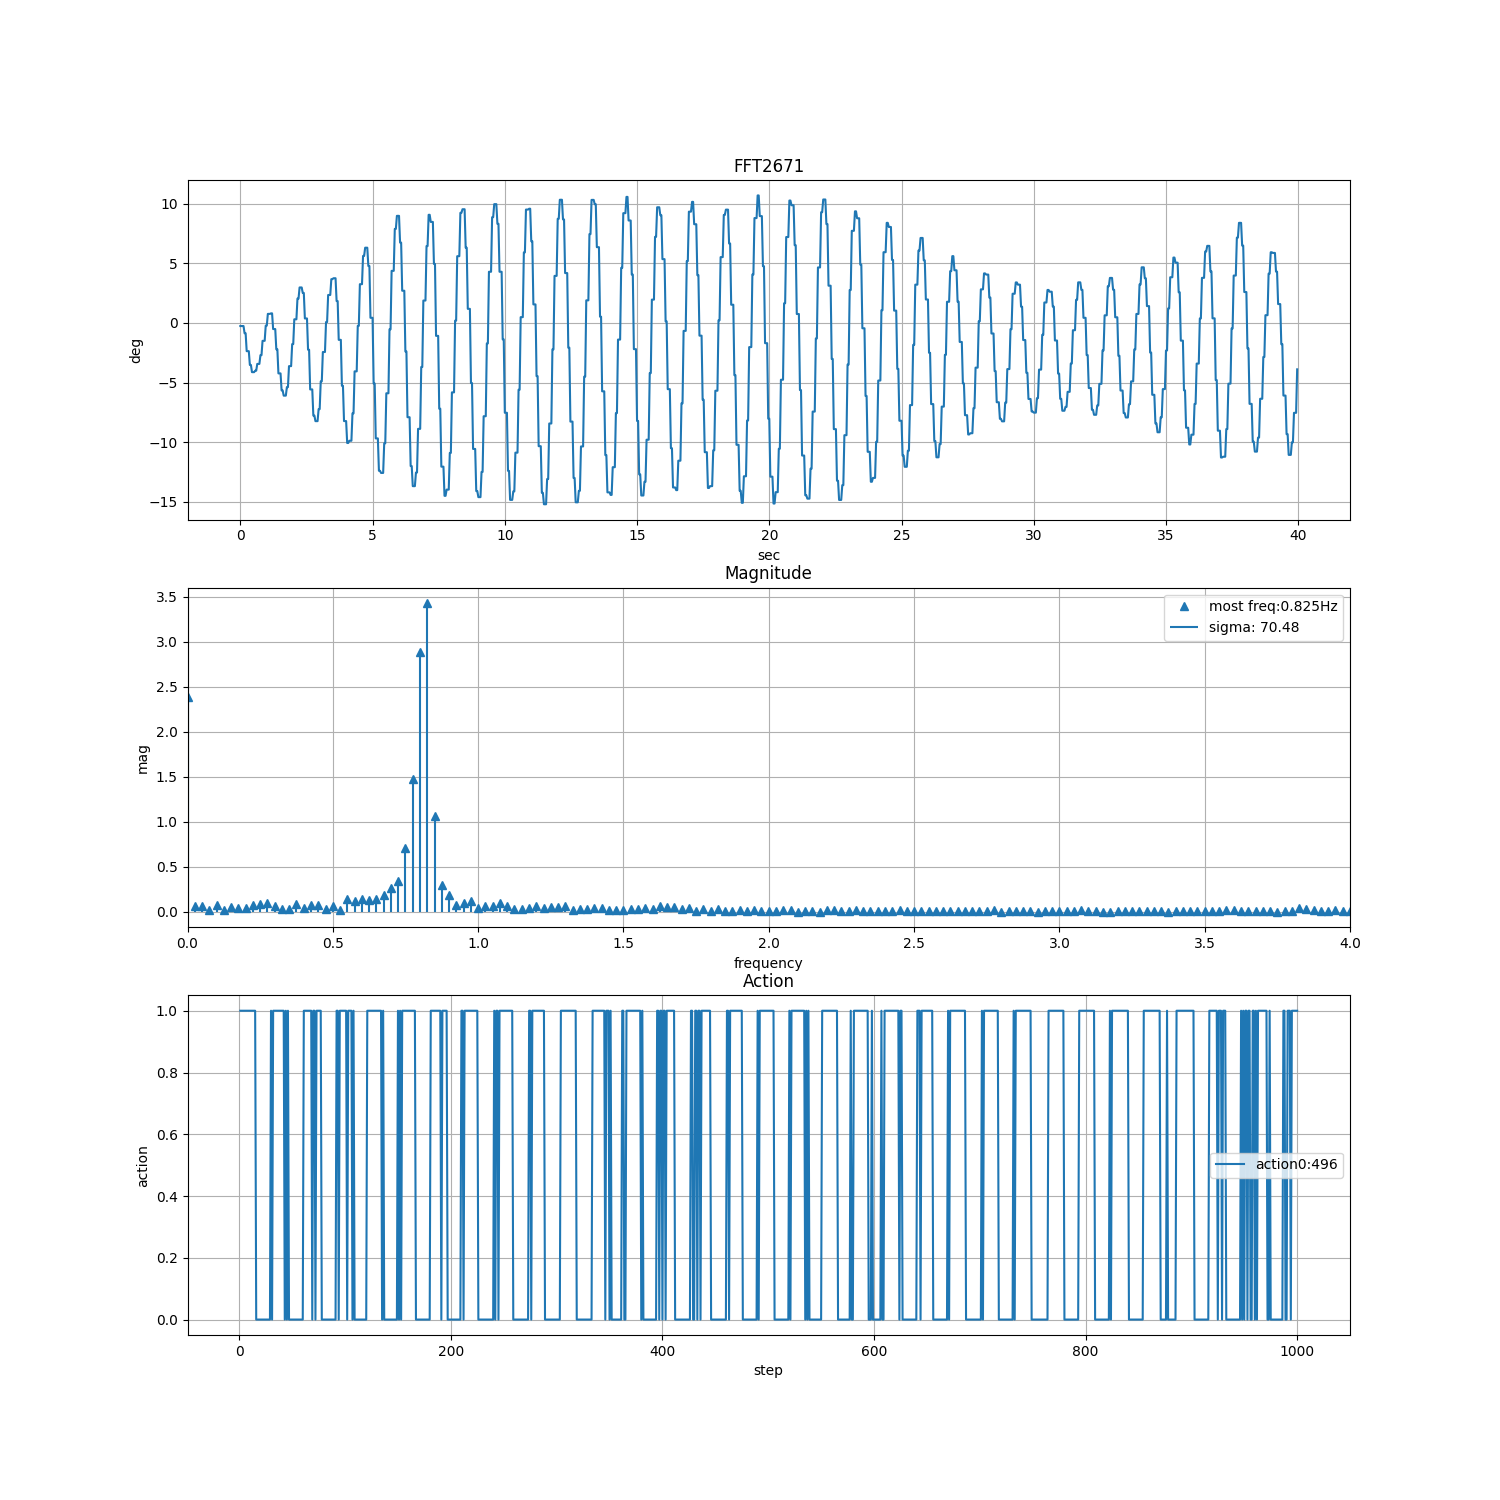 FFT2671
10
5
0
−5
−10
−15
deg
0 5 10 15 20 25 30 35 40
sec
Magnitude
3.5
3.0
2.5
2.0
1.5
1.0
0.5
0.0
mag
most freq:0.825Hz
sigma: 70.48
0.0 0.5 1.0 1.5 2.0 2.5 3.0 3.5 4.0
frequency
Action
1.0
0.8
0.6
0.4
0.2
0.0
action
action0:496
0 200 400 600 800 1000
step